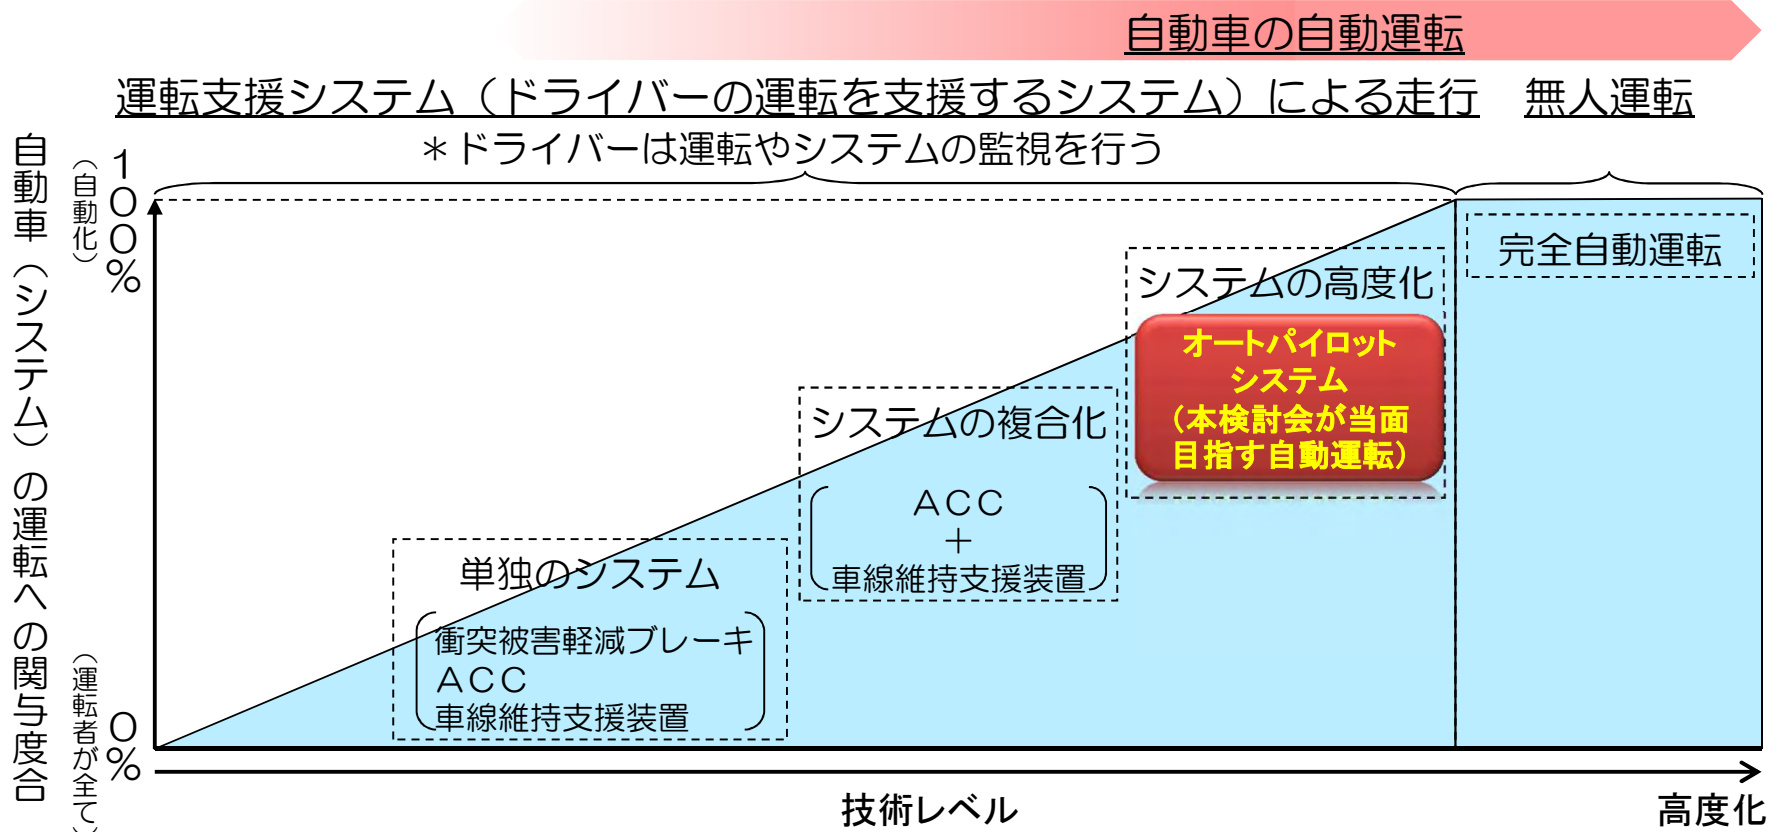 自動車の自動運転
運転支援システム（ドライバーの運転を支援するシステム）による走行
無人運転
＊ドライバーは運転やシステムの監視を行う
自動車（システム）の運転への関与度合
（自動化）
１００％
完全自動運転
システムの高度化
オートパイロット
システム
（本検討会が当面
目指す自動運転）
システムの複合化
ＡＣＣ
＋
車線維持支援装置
単独のシステム
衝突被害軽減ブレーキ
ＡＣＣ
車線維持支援装置
（運転者が全て）
０％
技術レベル
高度化